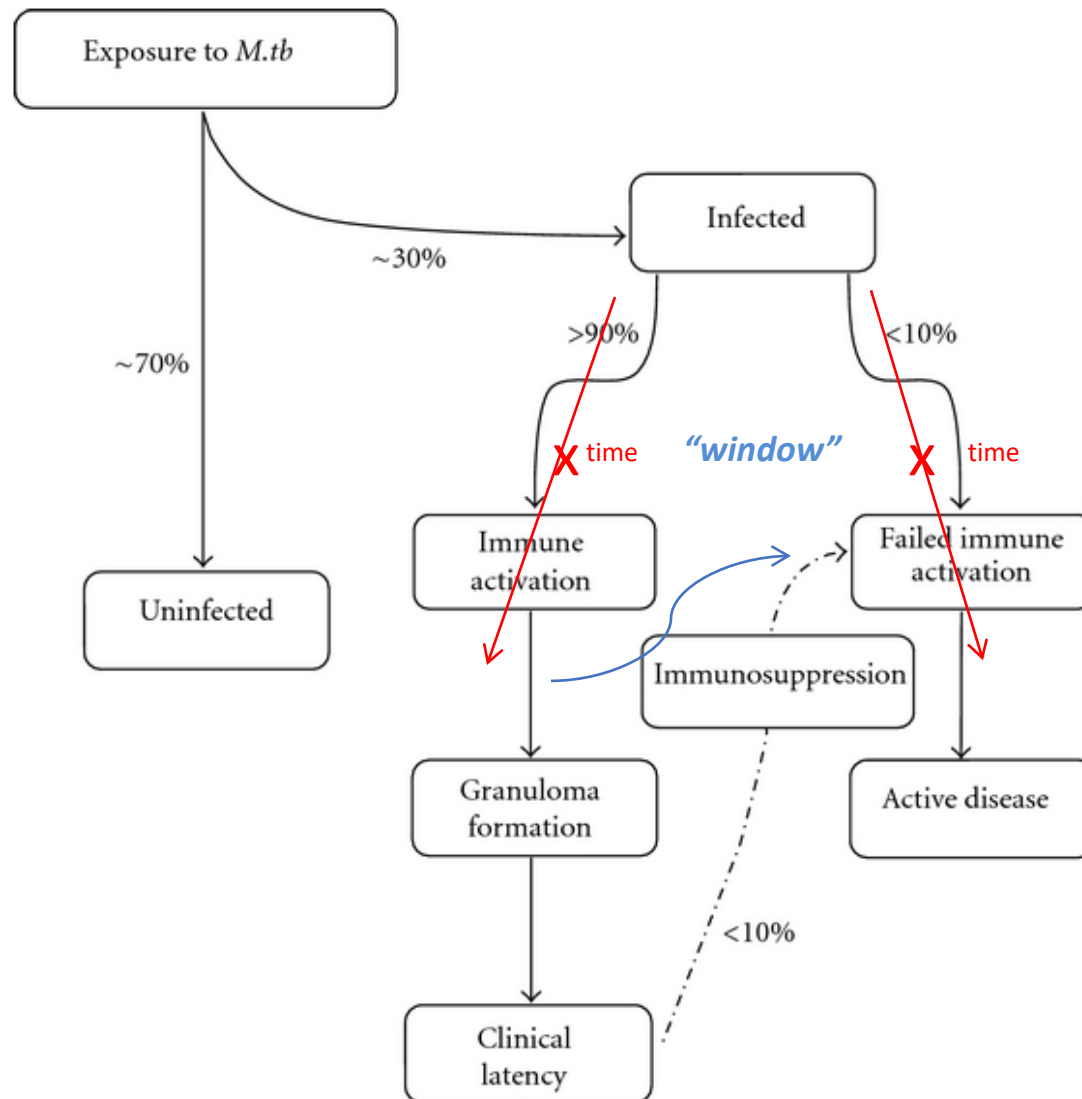 Exposure to M.tb
Infected
~30%
~70%
>90%
<10%
X time
"window"
X time
Immune
activation
Failed immune
activation
Uninfected
Immunosuppression
Granuloma
formation
Active disease
<10%
Clinical
latency